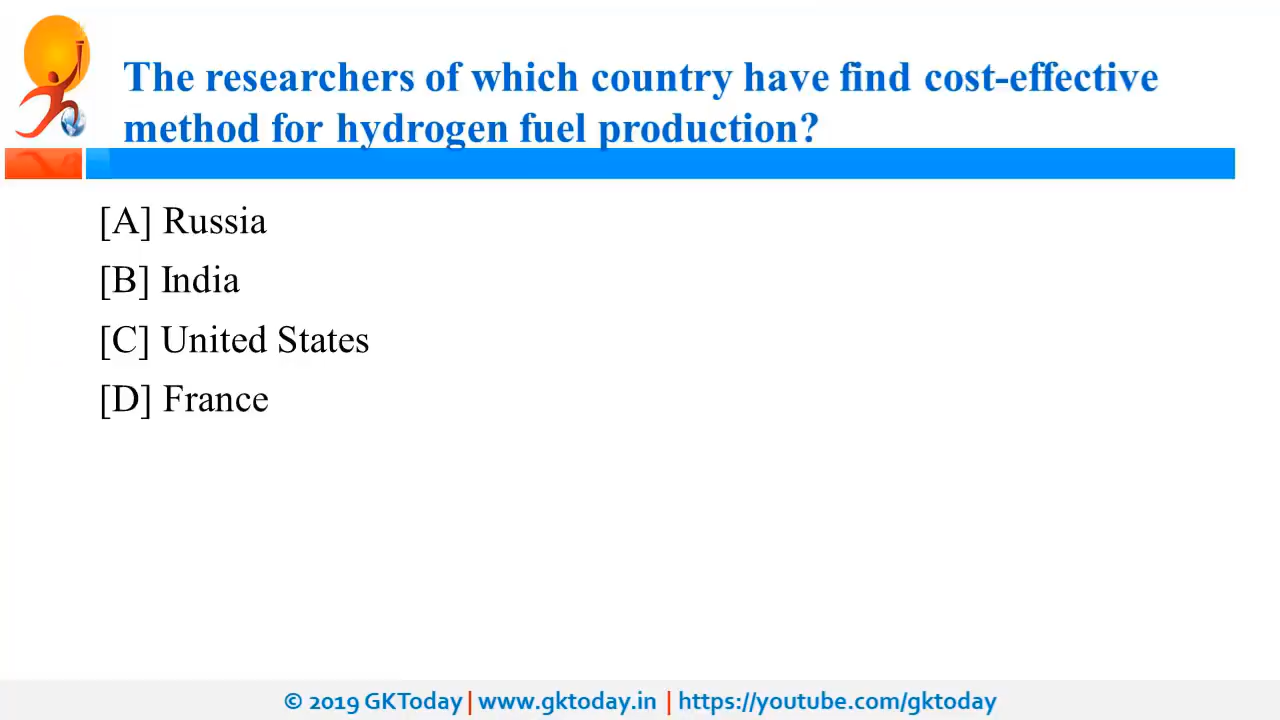 The researchers of which country have find cost-effective
method for hydrogen fuel production?
[A] Russia
[B] India
[C] United States
[D] France
© 2019 GKToday | www.gktoday.in | https://youtube.com/gktoday